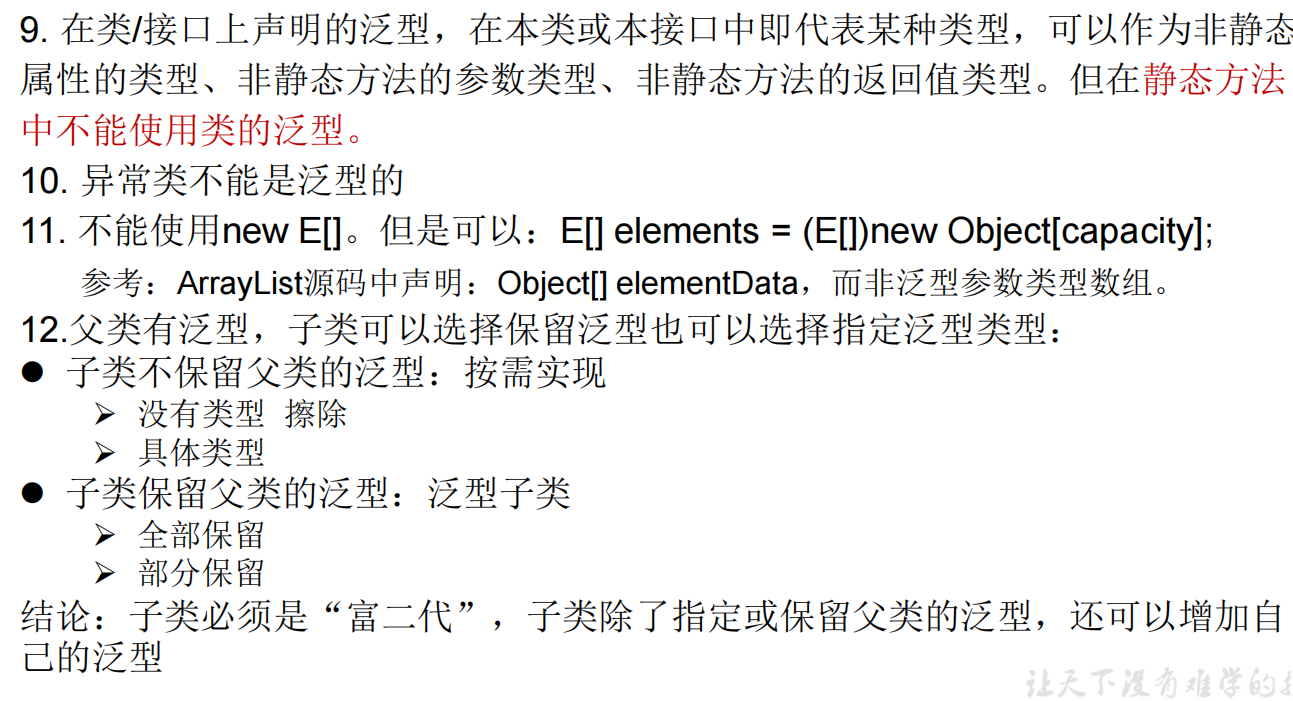 9. 在类/接口上声明的泛型，在本类或本接口中即代表某种类型，可以作为非静态
属性的类型、非静态方法的参数类型、非静态方法的返回值类型。但在静态方法
中不能使用类的泛型。
10. 异常类不能是泛型的
11. 不能使用new E[]。但是可以：E[] elements = (E[])new Object[capacity];
参考：ArrayList源码中声明：Object[] elementData，而非泛型参数类型数组。
12.父类有泛型，子类可以选择保留泛型也可以选择指定泛型类型：
● 子类不保留父类的泛型：按需实现
➢ 没有类型 擦除
➢ 具体类型
● 子类保留父类的泛型：泛型子类
➢ 全部保留
➢ 部分保留
结论：子类必须是“富二代”，子类除了指定或保留父类的泛型，还可以增加自
己的泛型
让天下没有难学的